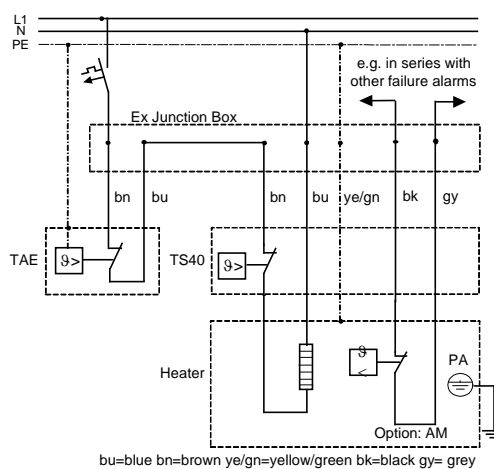 L1
N
PE
e.g. in series with
other failure alarms
Ex Junction Box
bn bu bn bu ye/gn bk gy
TAE ϑ> TS40 ϑ>
Heater ϑ
<
PA
Option: AM
bu=blue bn=brown ye/gn=yellow/green bk=black gy= grey